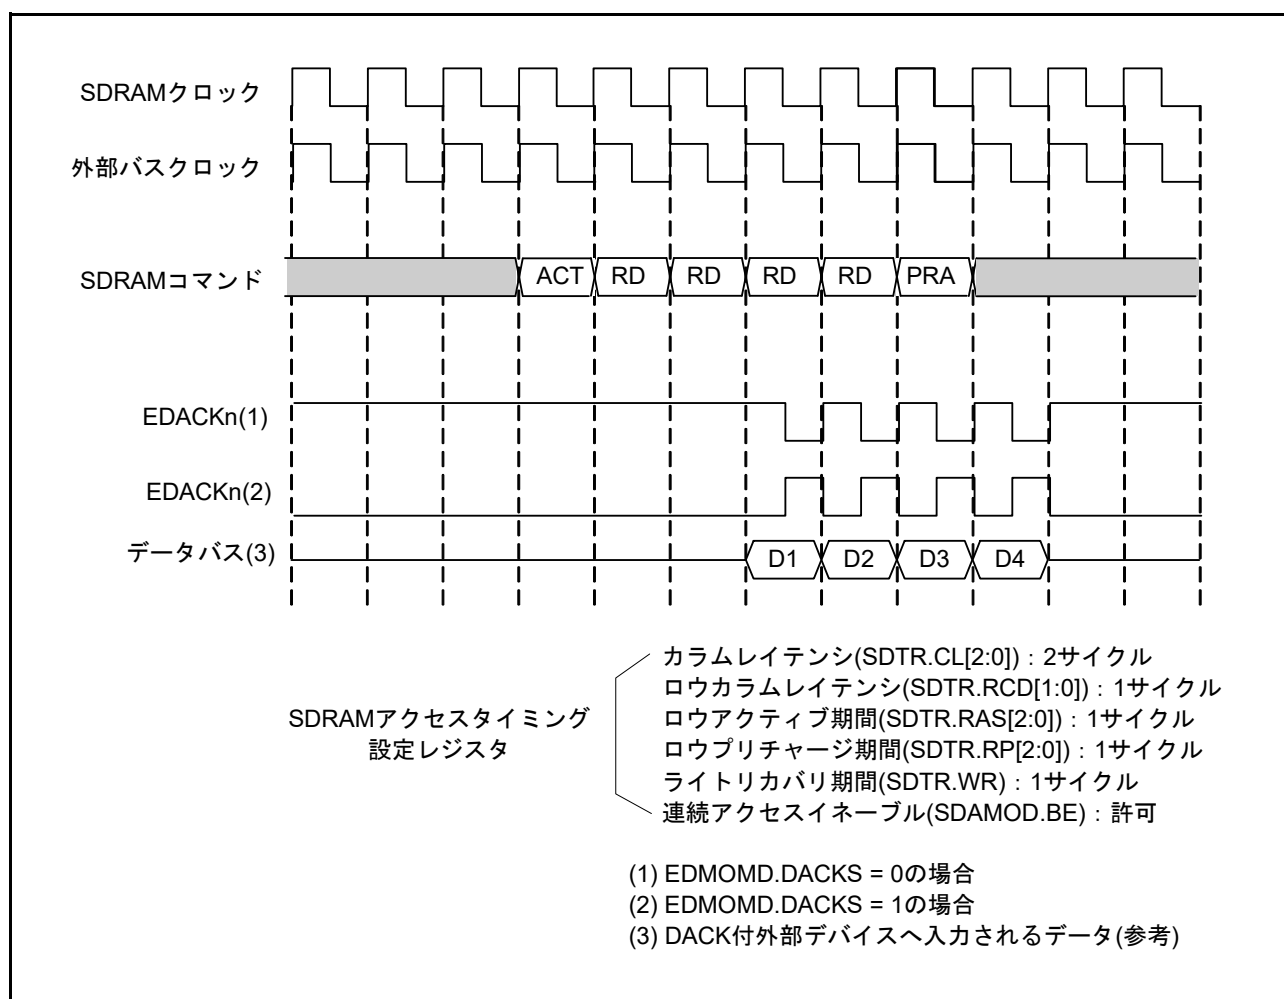 SDRAMクロック
外部バスクロック
SDRAMコマンド
ACT RD RD RD RD PRA
EDACKn(1)
EDACKn(2)
データバス(3)
D1 D2 D3 D4
SDRAMアクセスタイミング
設定レジスタ
カラムレイテンシ(SDTR.CL[2:0])：2サイクル
ロウカラムレイテンシ(SDTR.RCD[1:0])：1サイクル
ロウアクティブ期間(SDTR.RAS[2:0])：1サイクル
ロウプリチャージ期間(SDTR.RP[2:0])：1サイクル
ライトリカバリ期間(SDTR.WR)：1サイクル
連続アクセスイネーブル(SDAMOD.BE)：許可
(1) EDMOMD.DACKS = 0の場合
(2) EDMOMD.DACKS = 1の場合
(3) DACK付外部デバイスへ入力されるデータ(参考)